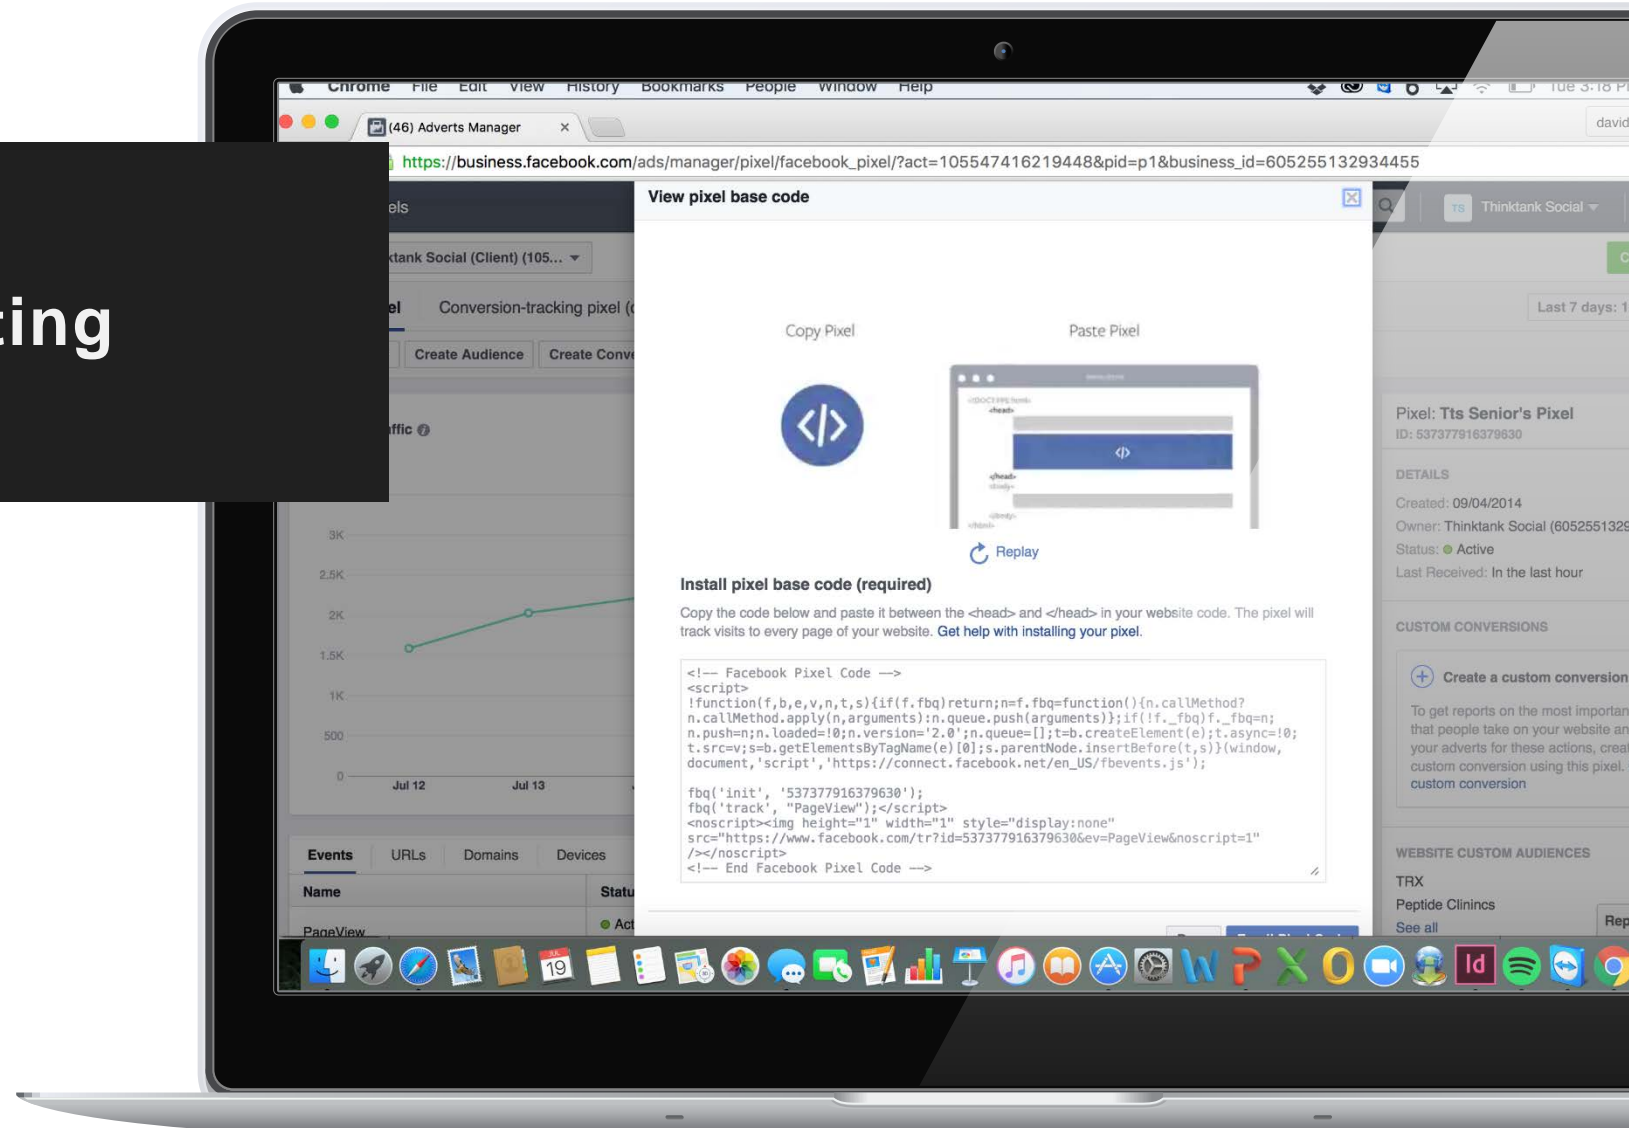 Chrome File Edit View History Bookmarks People Window Help
Tue 3:18 P
(46) Adverts Manager
david
https://business.facebook.com/ads/manager/pixel/facebook_pixel/?act=105547416219448&pid=p1&business_id=605255132934455
els
View pixel base code
TS Thinktank Social
ktank Social (Client) (105...
C
ting
el
Conversion-tracking pixel (
Last 7 days: 1
Create Audience
Create Conve
Copy Pixel
Paste Pixel
<head>
</>
</>
</head>
Replay
Pixel: Tts Senior's Pixel
ID: 537377916379630
DETAILS
Created: 09/04/2014
Owner: Thinktank Social (6052551329
Status: Active
Last Received: In the last hour
ffic
3K
2.5K
2K
1.5K
1K
500
0
Jul 12
Jul 13
Install pixel base code (required)
Copy the code below and paste it between the <head> and </head> in your website code. The pixel will
track visits to every page of your website. Get help with installing your pixel.
<!-- Facebook Pixel Code -->
<script>
!function(f,b,e,v,n,t,s){if(f.fbq)return;n=f.fbq=function(){n.callMethod?
n.callMethod.apply(n,arguments):n.queue.push(arguments)};if(!f._fbq)f._fbq=n;
n.push=n;n.loaded=!0;n.version='2.0';n.queue=[];t=b.createElement(e);t.async=!0;
t.src=v;s=b.getElementsByTagName(e)[0];s.parentNode.insertBefore(t,s)}(window,
document,'script','https://connect.facebook.net/en_US/fbevents.js');
fbq('init', '537377916379630');
fbq('track', "PageView");</script>
<noscript><img height="1" width="1" style="display:none"
src="https://www.facebook.com/tr?id=537377916379630&ev=PageView&noscript=1"
/></noscript>
<!-- End Facebook Pixel Code -->
CUSTOM CONVERSIONS
Create a custom conversion
To get reports on the most importan
that people take on your website an
your adverts for these actions, creat
custom conversion using this pixel.
custom conversion
Events
URLs
Domains
Devices
Name
Statu
PageView
Act
WEBSITE CUSTOM AUDIENCES
TRX
Peptide Clinincs
See all
Rep
JUL
19
Id